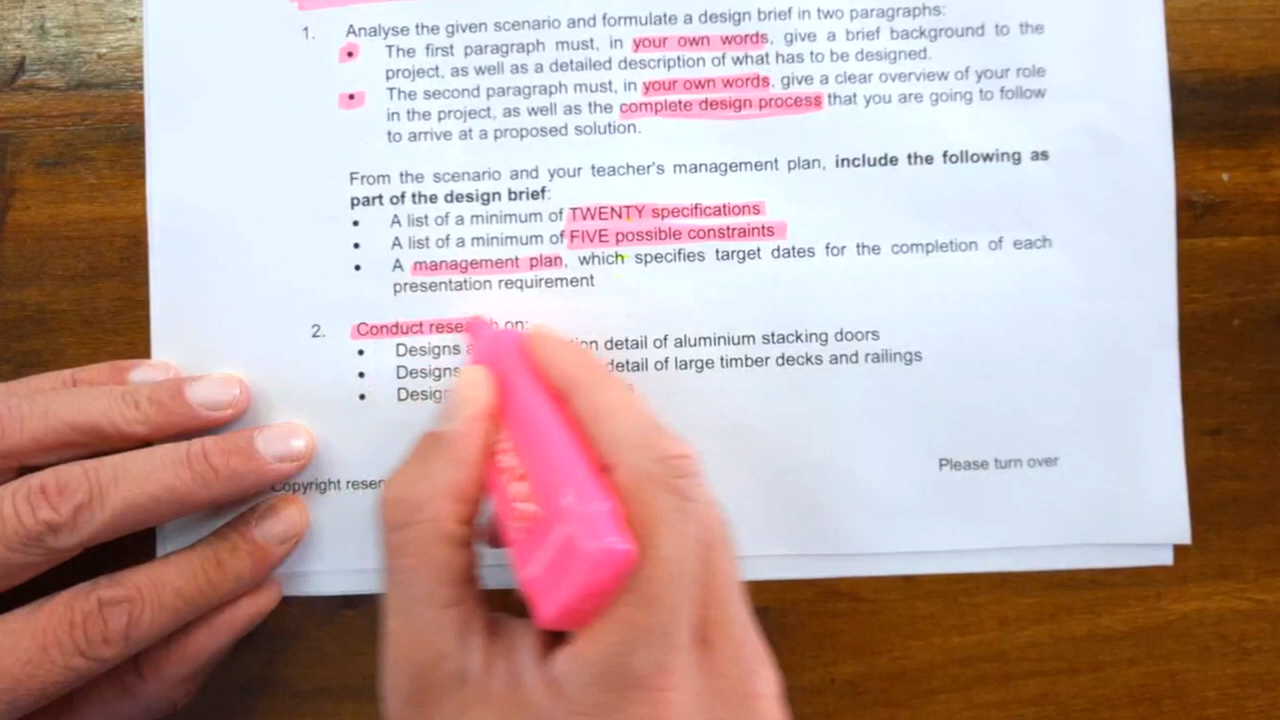 1. Analyse the given scenario and formulate a design brief in two paragraphs:
• The first paragraph must, in your own words, give a brief background to the
project, as well as a detailed description of what has to be designed.
• The second paragraph must, in your own words, give a clear overview of your role
in the project, as well as the complete design process that you are going to follow
to arrive at a proposed solution.
From the scenario and your teacher's management plan, include the following as
part of the design brief:
• A list of a minimum of TWENTY specifications
• A list of a minimum of FIVE possible constraints
• A management plan, which specifies target dates for the completion of each
presentation requirement
2. Conduct research on:
• Designs detail of aluminium stacking doors
• Designs detail of large timber decks and railings
•
Copyright
Please turn over